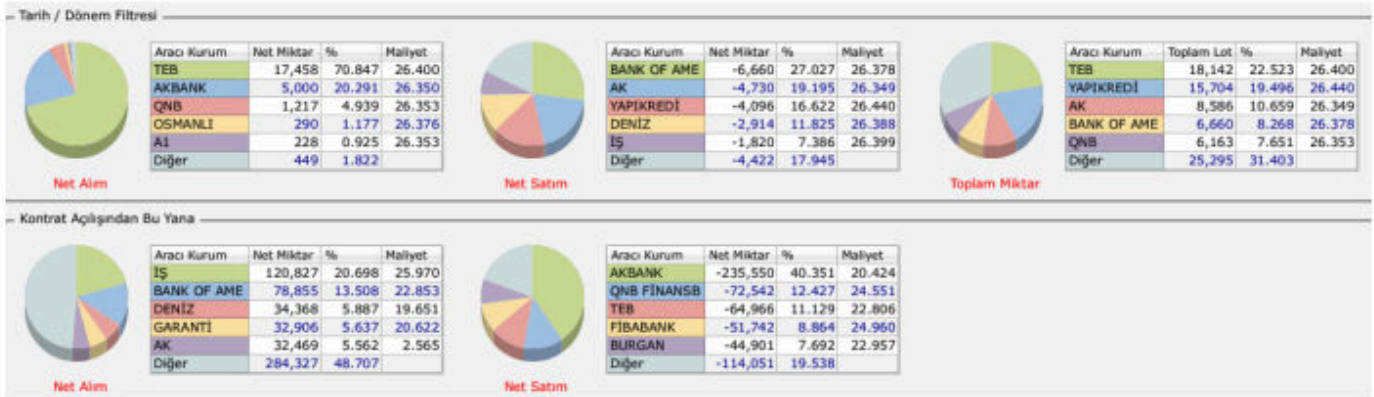 Tarih / Dönem Filtresi
Aracı Kurum Net Miktar % Maliyet
TEB 17,458 70.847 26.400
AKBANK 5,000 20.291 26.350
QNB 1,217 4.939 26.353
OSMANLI 290 1.177 26.376
A1 228 0.925 26.353
Diğer 449 1.822
Net Alım
Aracı Kurum Net Miktar % Maliyet
BANK OF AME -6,660 27.027 26.378
AK -4,730 19.195 26.349
YAPIKREDİ -4,096 16.622 26.440
DENİZ -2,914 11.825 26.388
İŞ -1,820 7.386 26.399
Diğer -4,422 17.945
Net Satım
Aracı Kurum Toplam Lot % Maliyet
TEB 18,142 22.523 26.400
YAPIKREDİ 15,704 19.496 26.440
AK 8,586 10.659 26.349
BANK OF AME 6,660 8.268 26.378
QNB 6,163 7.651 26.353
Diğer 25,295 31.403
Toplam Miktar
Kontrat Açılışından Bu Yana
Aracı Kurum Net Miktar % Maliyet
İŞ 120,827 20.698 25.970
BANK OF AME 78,855 13.508 22.853
DENİZ 34,368 5.887 19.651
GARANTİ 32,906 5.637 20.622
AK 32,469 5.562 2.565
Diğer 284,327 48.707
Net Alım
Aracı Kurum Net Miktar % Maliyet
AKBANK -235,550 40.351 20.424
QNB FİNANSB -72,542 12.427 24.551
TEB -64,966 11.129 22.806
FİBABANK -51,742 8.864 24.960
BURGAN -44,901 7.692 22.957
Diğer -114,051 19.538
Net Satım